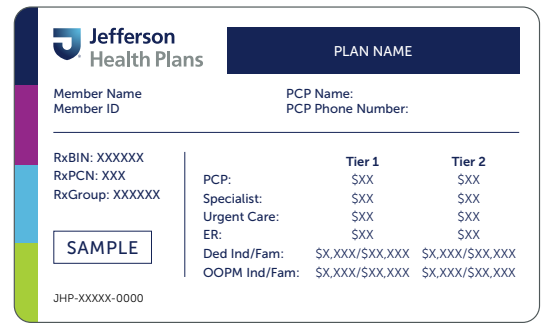 Jefferson
Health Plans
PLAN NAME
Member Name
Member ID
PCP Name:
PCP Phone Number:
RxBIN: XXXXXX
RxPCN: XXX
RxGroup: XXXXXX
SAMPLE
JHP-XXXXX-0000
Tier 1 Tier 2
PCP: $XX $XX
Specialist: $XX $XX
Urgent Care: $XX $XX
ER: $XX $XX
Ded Ind/Fam: $X,XXX/$XX,XXX $X,XXX/$XX,XXX
OOPM Ind/Fam: $X,XXX/$XX,XXX $X,XXX/$XX,XXX